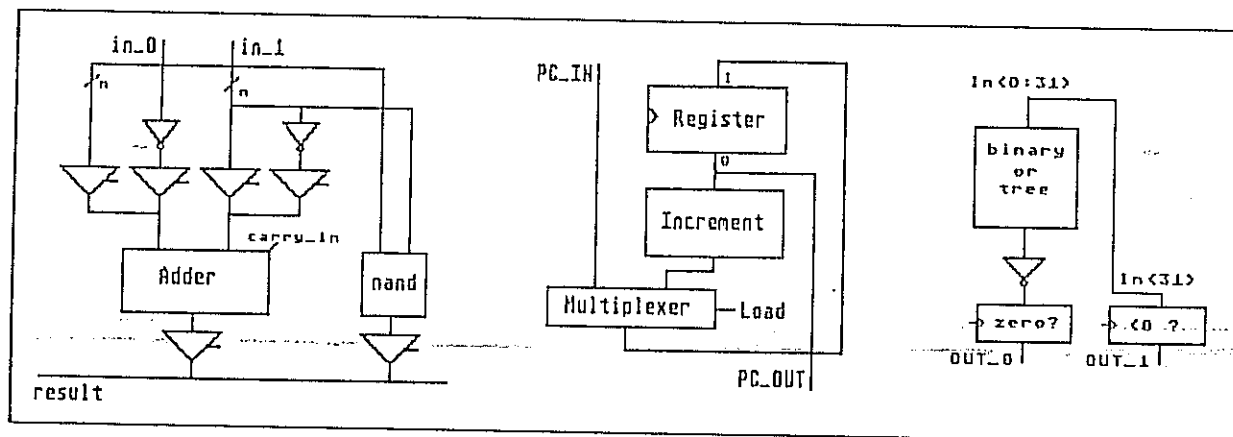 in_0
in_1
n
n
carry_in
Adder
nand
result
PC_IN
I
Register
O
Increment
Multiplexer
Load
PC_OUT
In<0:31>
binary
or
tree
In<31>
zero?
<0 ?
OUT_0
OUT_1